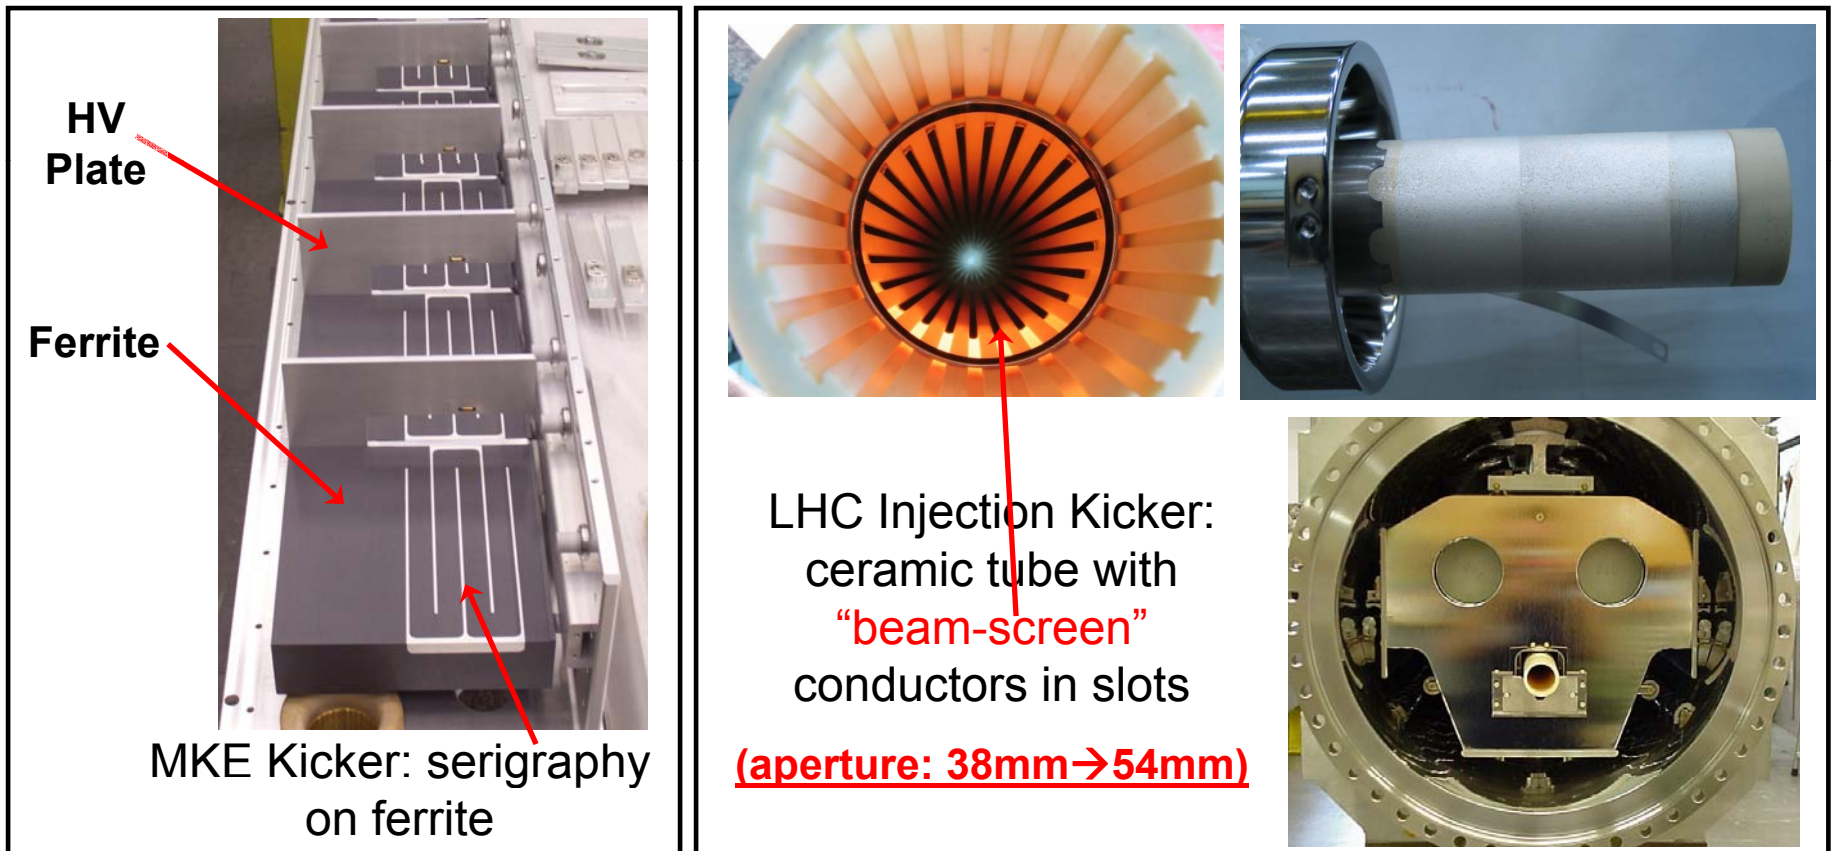 HV
Plate
Ferrite
MKE Kicker: serigraphy
on ferrite
LHC Injection Kicker:
ceramic tube with
“beam-screen”
conductors in slots
(aperture: 38mm→54mm)